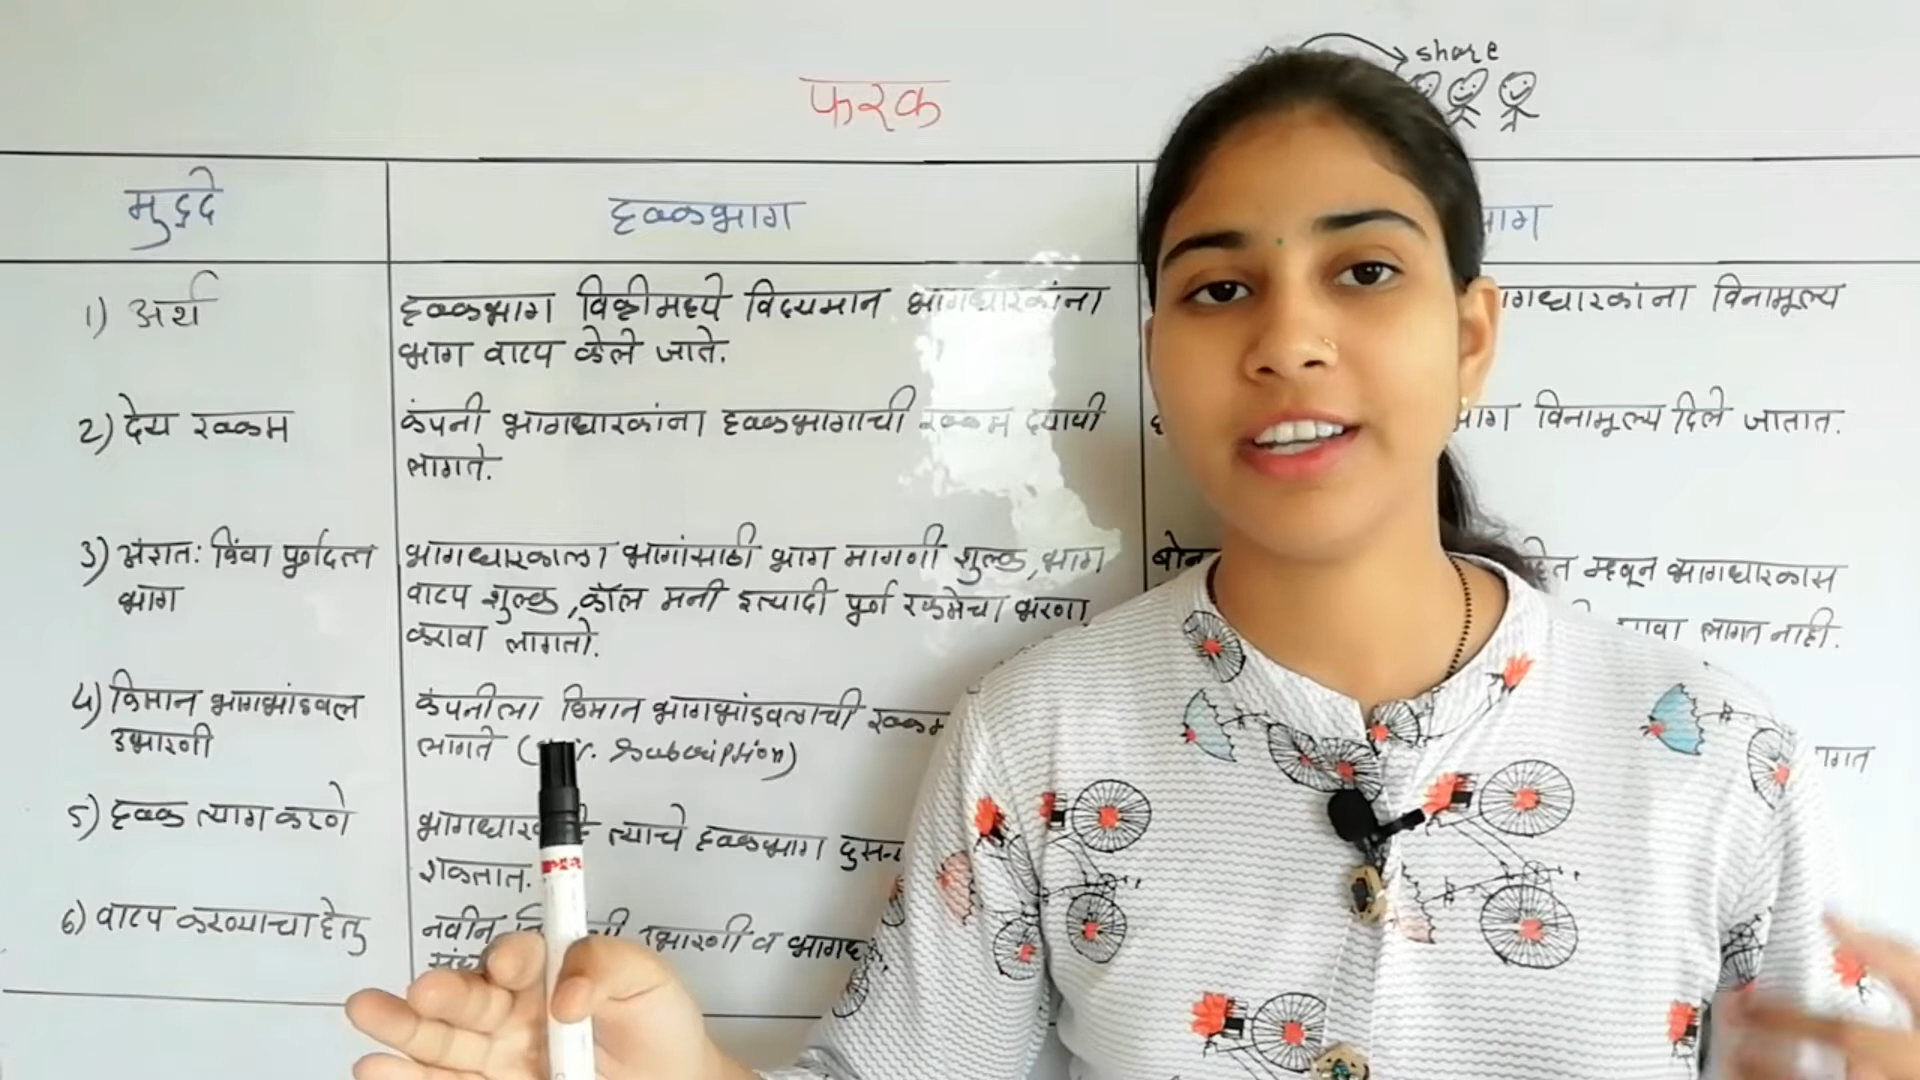 share
फरक
मुद्दे
हक्कभाग
भाग
1) अर्थ
हक्कभाग विक्रीमध्ये विद्यमान भागधारकांना
भाग वाटप केले जाते.
भागधारकांना विनामूल्य
2) देय रक्कम
कंपनी भागधारकांना हक्कभागाची रक्कम द्यावी
लागते.
भाग विनामूल्य दिले जातात.
3) अंशतः किंवा पूर्णदत्त
भाग
भागधारकाला भागांसाठी भाग मागणी शुल्क, भाग
वाटप शुल्क, कॉल मनी इत्यादी पूर्ण रकमेचा भरणा
करावा लागतो.
म्हणून भागधारकास
लागत नाही.
4) किमान भागभांडवल
उभारणी
कंपनीला किमान भागभांडवलाची रक्कम
लागते ( Subscription)
5) हक्क त्याग करणे
त्याचे हक्कभाग
शकतात.
6) वाटप करण्याचा हेतु
नवीन उभारणी व